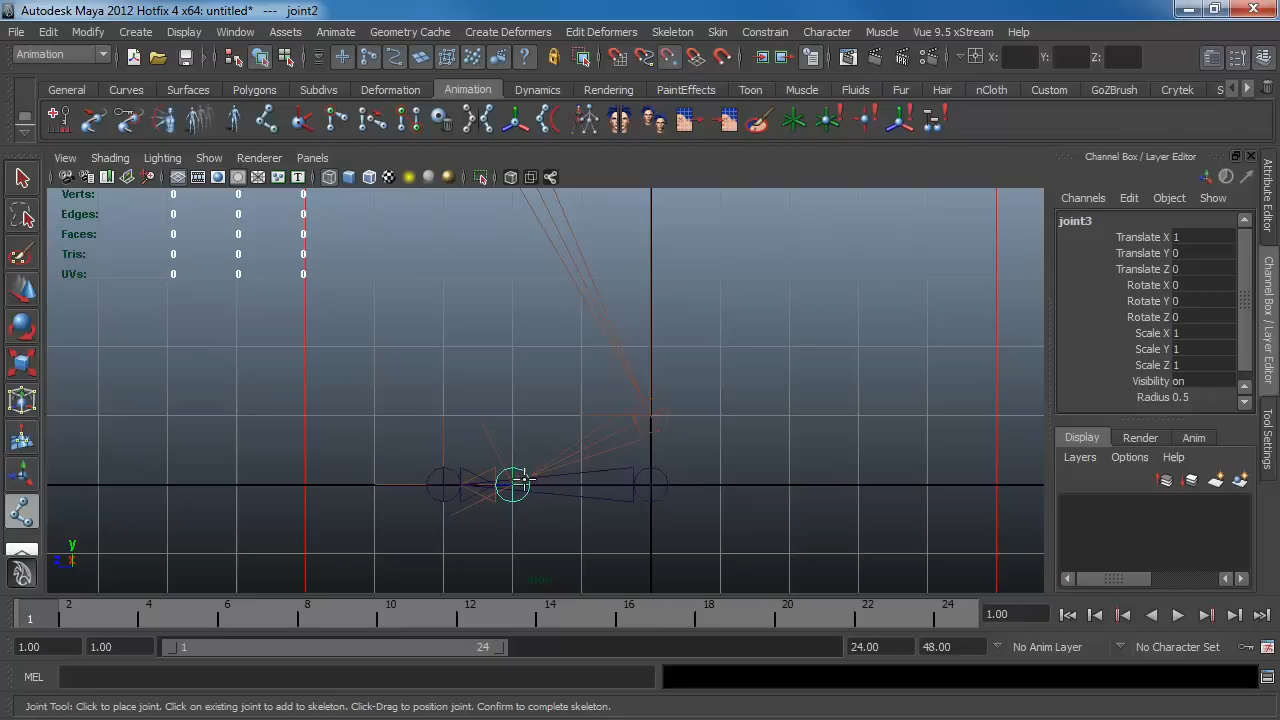 Autodesk Maya 2012 Hotfix 4 x64: untitled* --- joint2
File Edit Modify Create Display Window Assets Animate Geometry Cache Create Deformers Edit Deformers Skeleton Skin Constrain Character Muscle Vue 9.5 xStream Help
Animation X: Y: Z:
General Curves Surfaces Polygons Subdivs Deformation Animation Dynamics Rendering PaintEffects Toon Muscle Fluids Fur Hair nCloth Custom GoZBrush Crytek S
View Shading Lighting Show Renderer Panels
Channel Box / Layer Editor
Channels Edit Object Show
Verts: 0 0 0
Edges: 0 0 0
Faces: 0 0 0
Tris: 0 0 0
UVs: 0 0 0
joint3
Translate X 1
Translate Y 0
Translate Z 0
Rotate X 0
Rotate Y 0
Rotate Z 0
Scale X 1
Scale Y 1
Scale Z 1
Visibility on
Radius 0.5
Display Render Anim
Layers Options Help
Attribute Editor
Channel Box / Layer Editor
Tool Settings
y
z
side
1 2 4 6 8 10 12 14 16 18 20 22 24 1.00
1.00 1.00 1 24 24.00 48.00 No Anim Layer No Character Set
MEL
Joint Tool: Click to place joint. Click on existing joint to add to skeleton. Click-Drag to position joint. Confirm to complete skeleton.